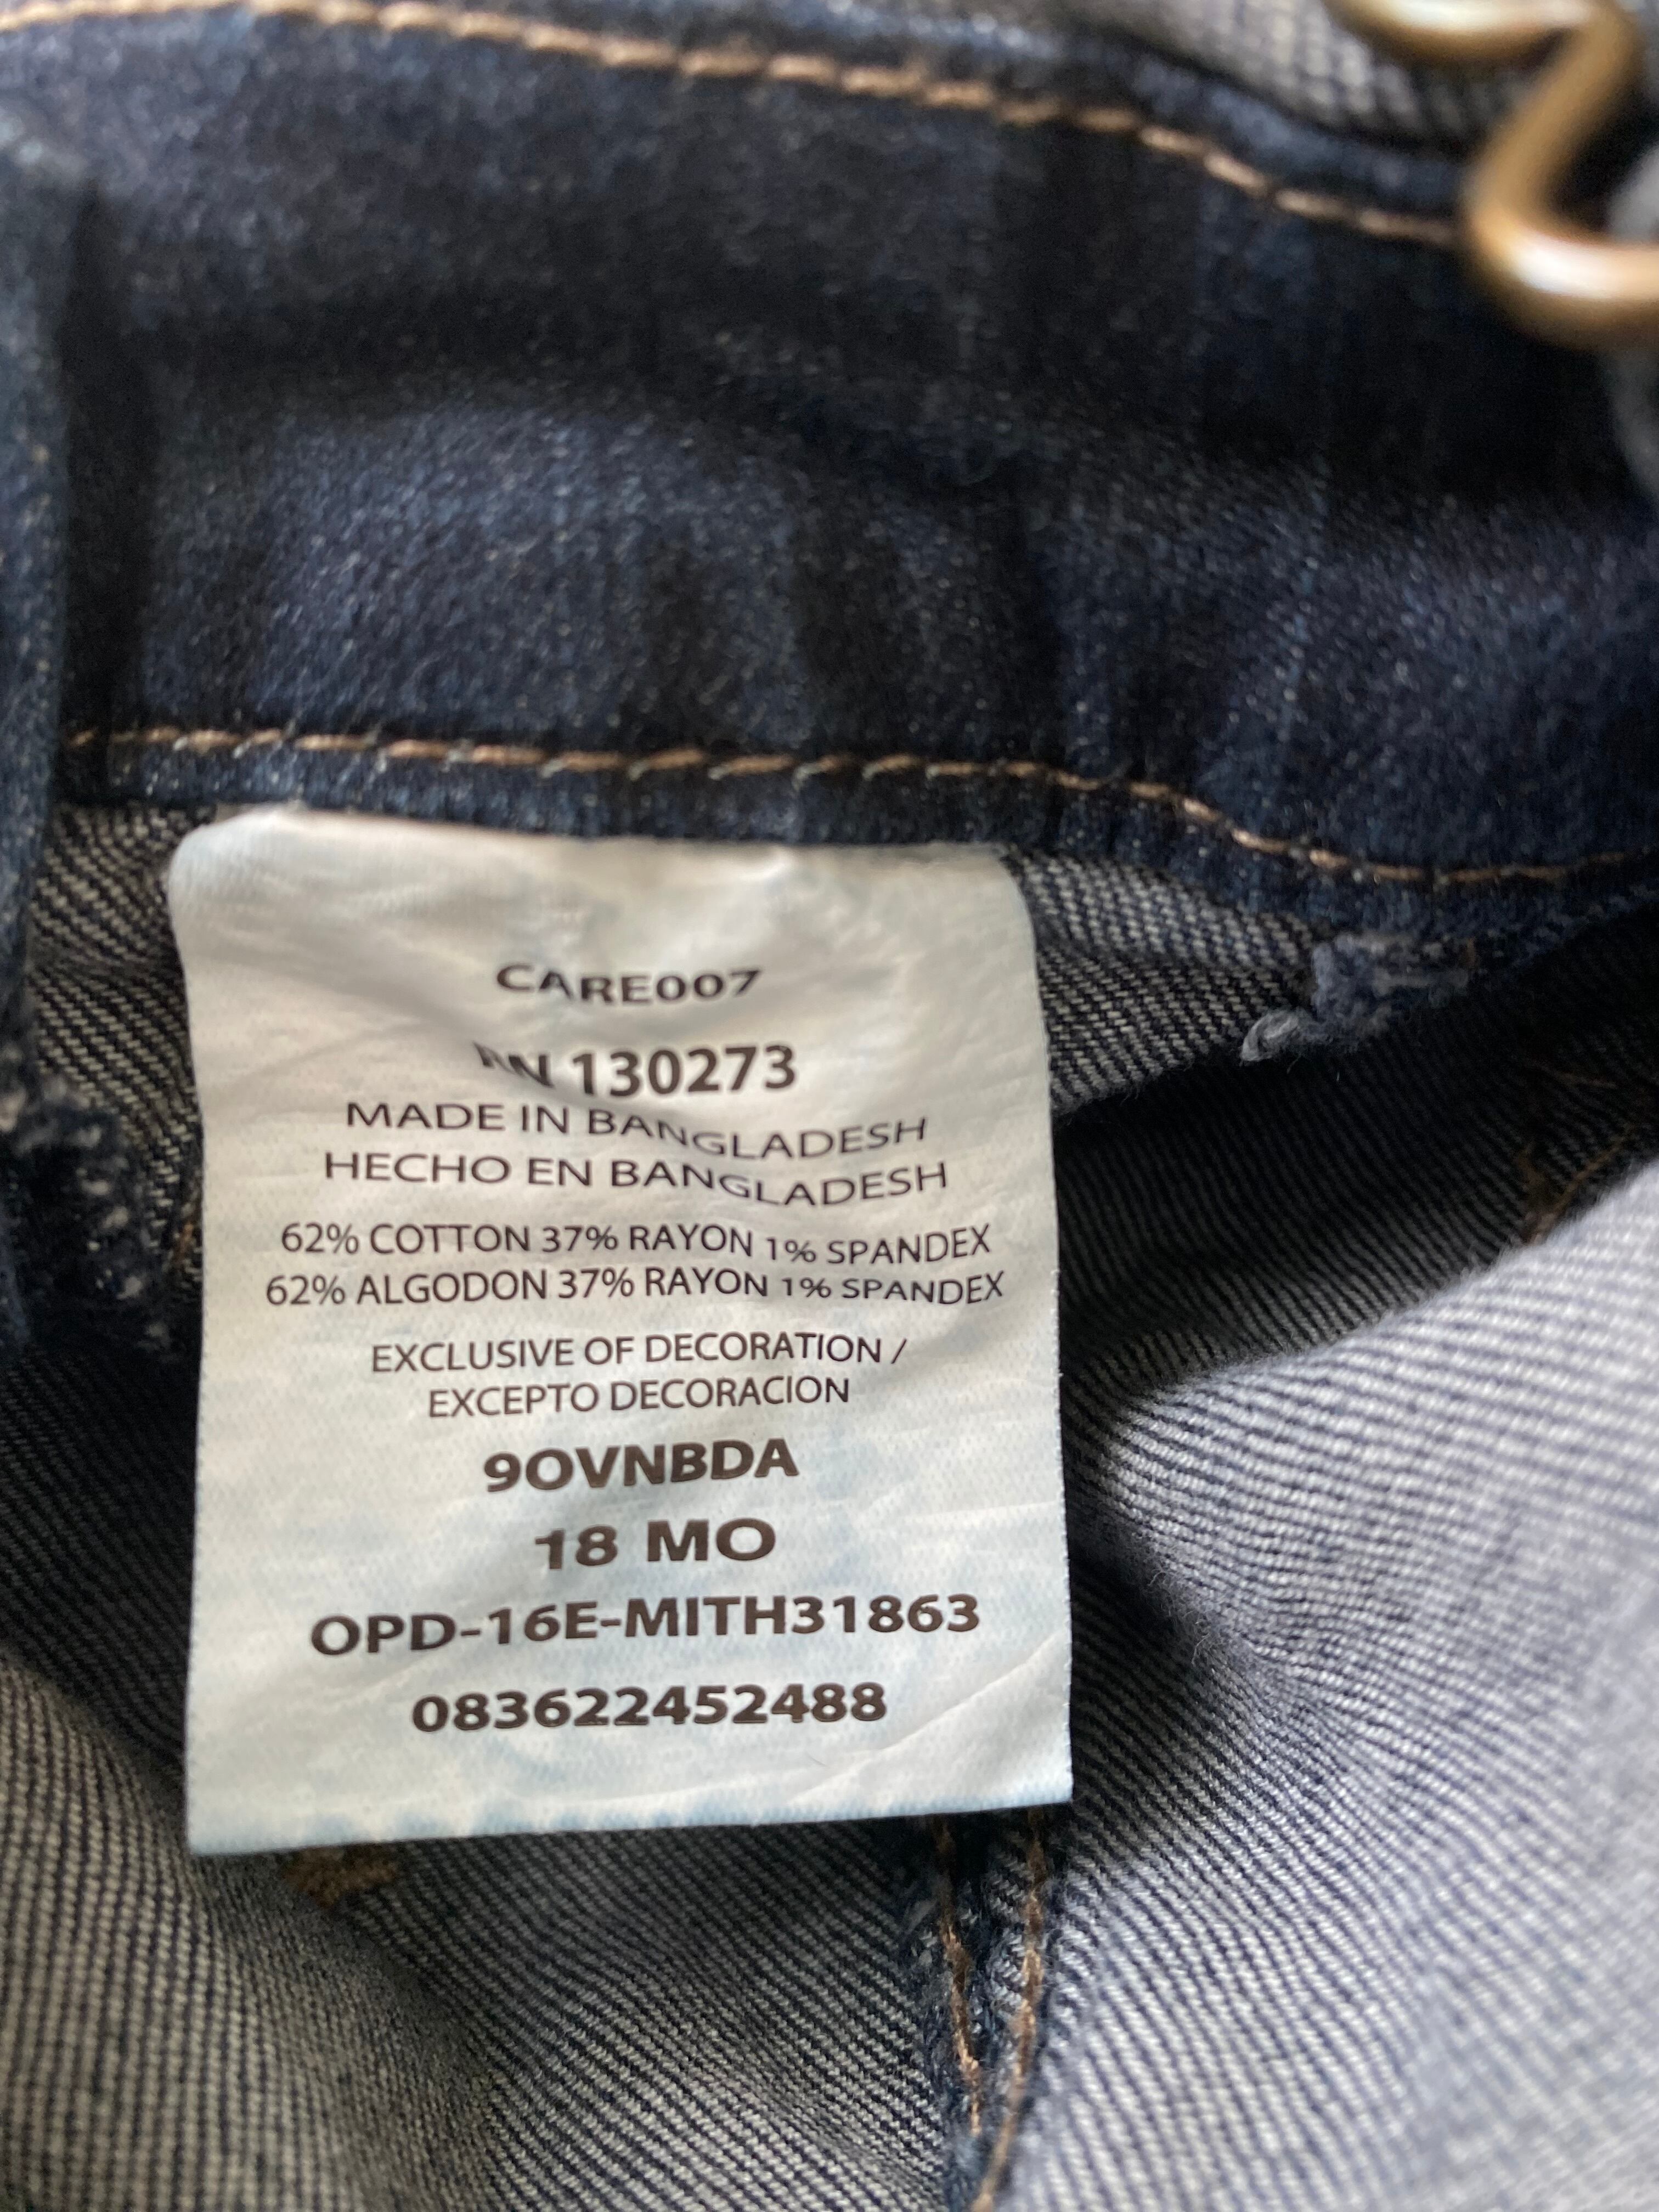 CARE007
RN 130273
MADE IN BANGLADESH
HECHO EN BANGLADESH
62% COTTON 37% RAYON 1% SPANDEX
62% ALGODON 37% RAYON 1% SPANDEX
EXCLUSIVE OF DECORATION /
EXCEPTO DECORACION
9OVNBDA
18 MO
OPD-16E-MITH31863
083622452488